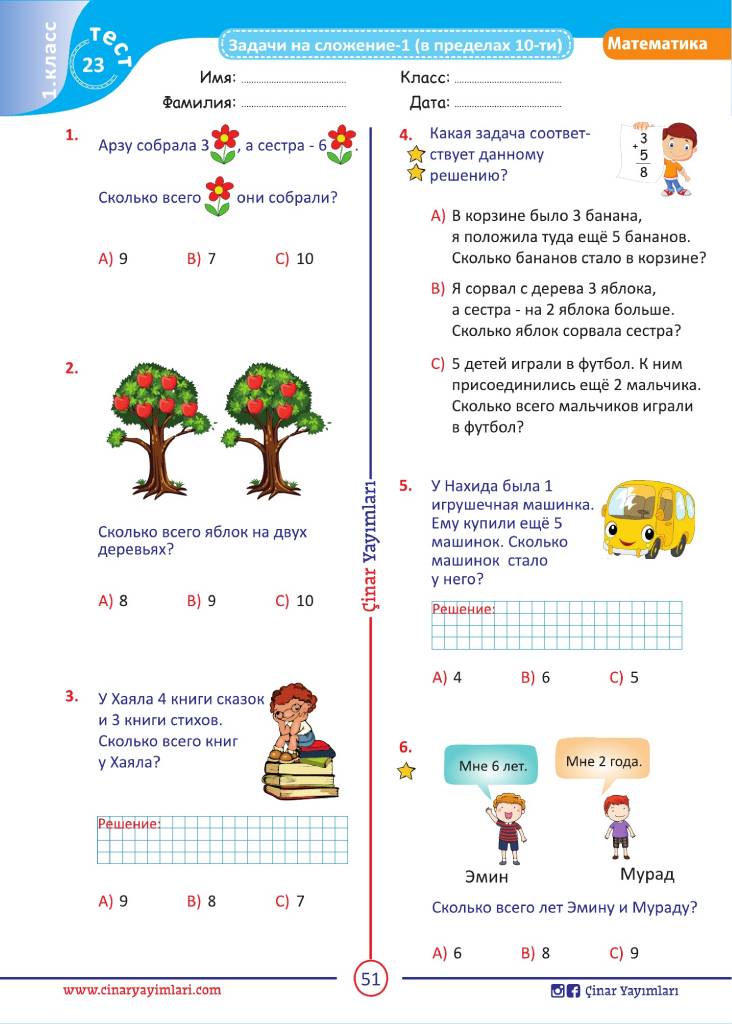 1.класс
тест
23
Задачи на сложение-1 (в пределах 10-ти)
Математика
Имя:
Класс:
Фамилия:
Дата:
1.
Арзу собрала 3 , а сестра - 6 .
Сколько всего они собрали?
A) 9 B) 7 C) 10
2.
Сколько всего яблок на двух
деревьях?
A) 8 B) 9 C) 10
3.
У Хаяла 4 книги сказок
и 3 книги стихов.
Сколько всего книг
у Хаяла?
Решение:
A) 9 B) 8 C) 7
Çinar Yayımları
4.
Какая задача соответ-
ствует данному
решению?
3
+
5
8
A) В корзине было 3 банана,
я положила туда ещё 5 бананов.
Сколько бананов стало в корзине?
B) Я сорвал с дерева 3 яблока,
а сестра - на 2 яблока больше.
Сколько яблок сорвала сестра?
C) 5 детей играли в футбол. К ним
присоединились ещё 2 мальчика.
Сколько всего мальчиков играли
в футбол?
5.
У Нахида была 1
игрушечная машинка.
Ему купили ещё 5
машинок. Сколько
машинок стало
у него?
Решение:
A) 4 B) 6 C) 5
6.
Мне 6 лет.
Мне 2 года.
Эмин
Мурад
Сколько всего лет Эмину и Мураду?
A) 6 B) 8 C) 9
www.cinaryayimlari.com
51
Çinar Yayımları